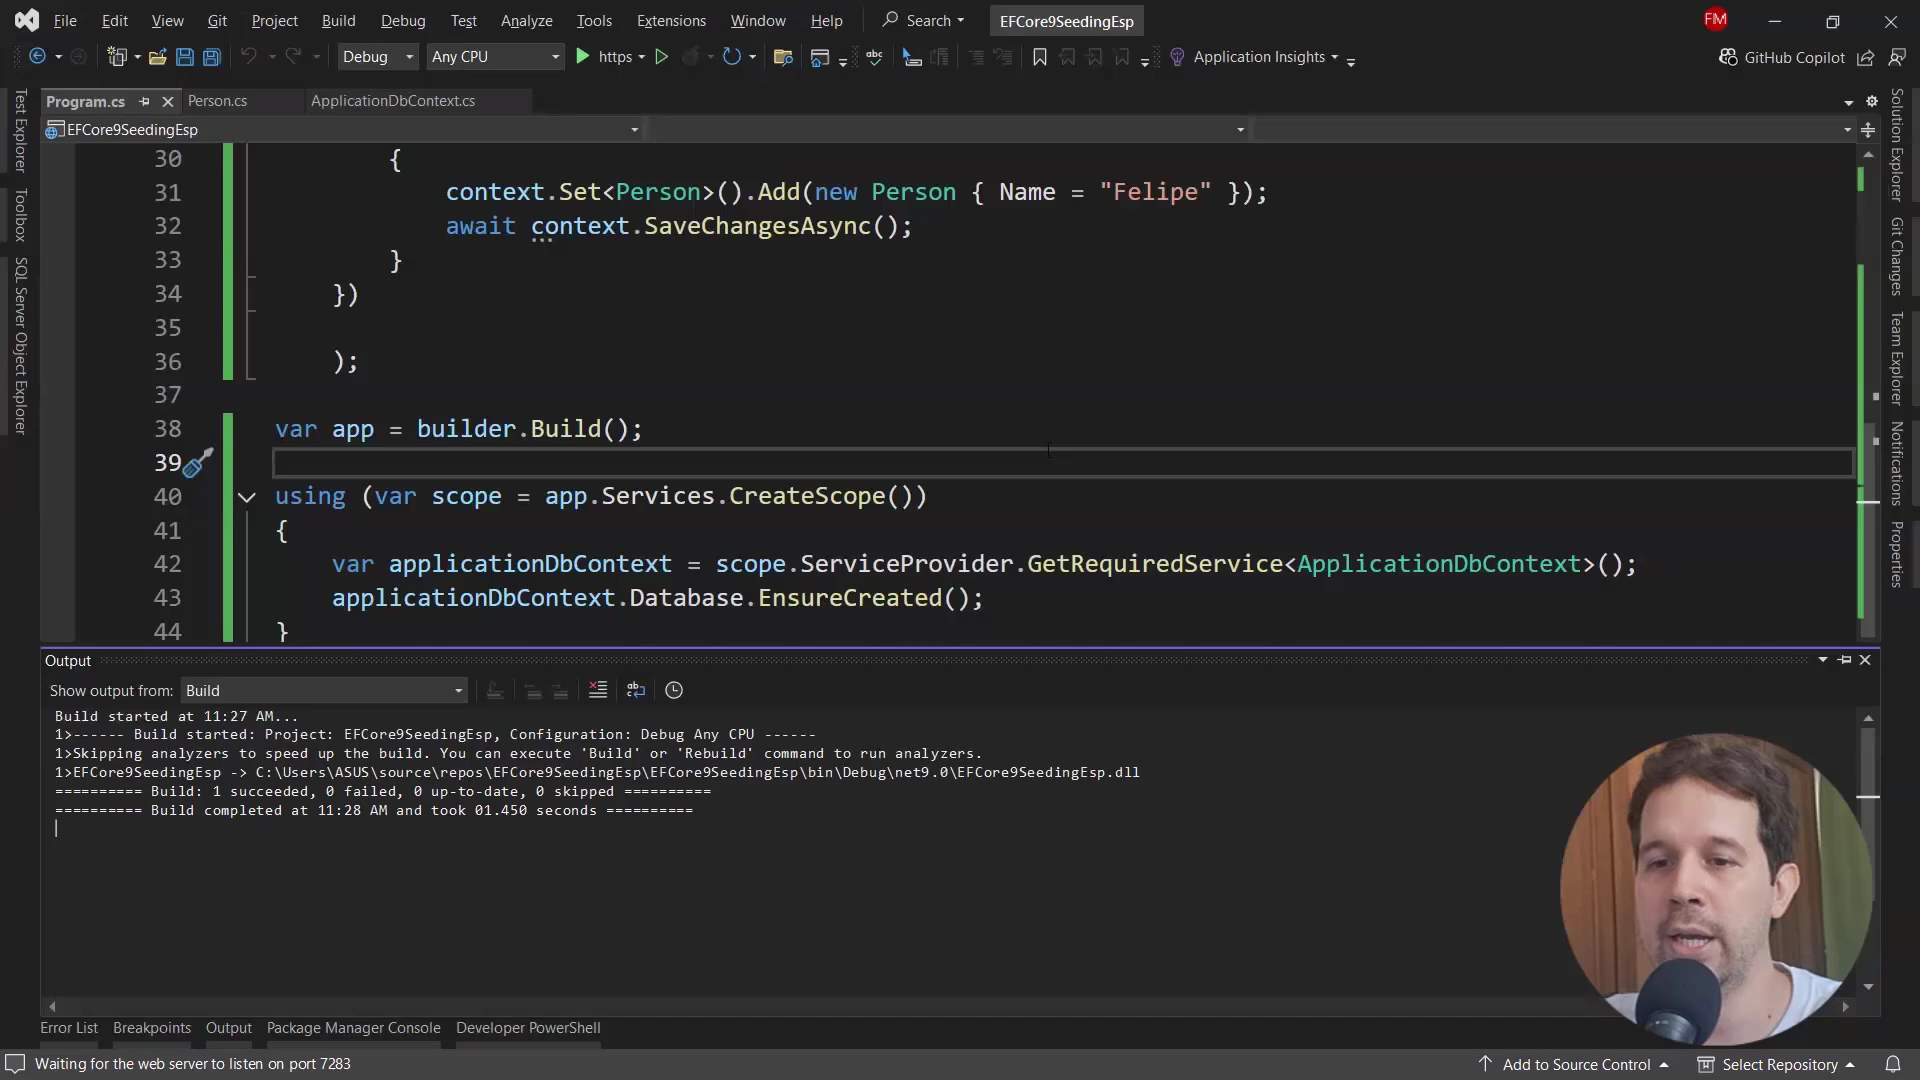 File Edit View Git Project Build Debug Test Analyze Tools Extensions Window Help Search EFCore9SeedingEsp FM
Debug Any CPU https Application Insights GitHub Copilot
Program.cs Person.cs ApplicationDbContext.cs
EFCore9SeedingEsp
30 {
31 context.Set<Person>().Add(new Person { Name = "Felipe" });
32 await context.SaveChangesAsync();
33 }
34 })
35
36 );
37
38 var app = builder.Build();
39
40 using (var scope = app.Services.CreateScope())
41 {
42 var applicationDbContext = scope.ServiceProvider.GetRequiredService<ApplicationDbContext>();
43 applicationDbContext.Database.EnsureCreated();
44 }
Test Explorer
Toolbox
SQL Server Object Explorer
Solution Explorer
Git Changes
Team Explorer
Notifications
Properties
Output
Show output from: Build
Build started at 11:27 AM...
1>------ Build started: Project: EFCore9SeedingEsp, Configuration: Debug Any CPU ------
1>Skipping analyzers to speed up the build. You can execute 'Build' or 'Rebuild' command to run analyzers.
1>EFCore9SeedingEsp -> C:\Users\ASUS\source\repos\EFCore9SeedingEsp\EFCore9SeedingEsp\bin\Debug\net9.0\EFCore9SeedingEsp.dll
========== Build: 1 succeeded, 0 failed, 0 up-to-date, 0 skipped ==========
========== Build completed at 11:28 AM and took 01.450 seconds ==========
Error List Breakpoints Output Package Manager Console Developer PowerShell
Waiting for the web server to listen on port 7283 Add to Source Control Select Repository